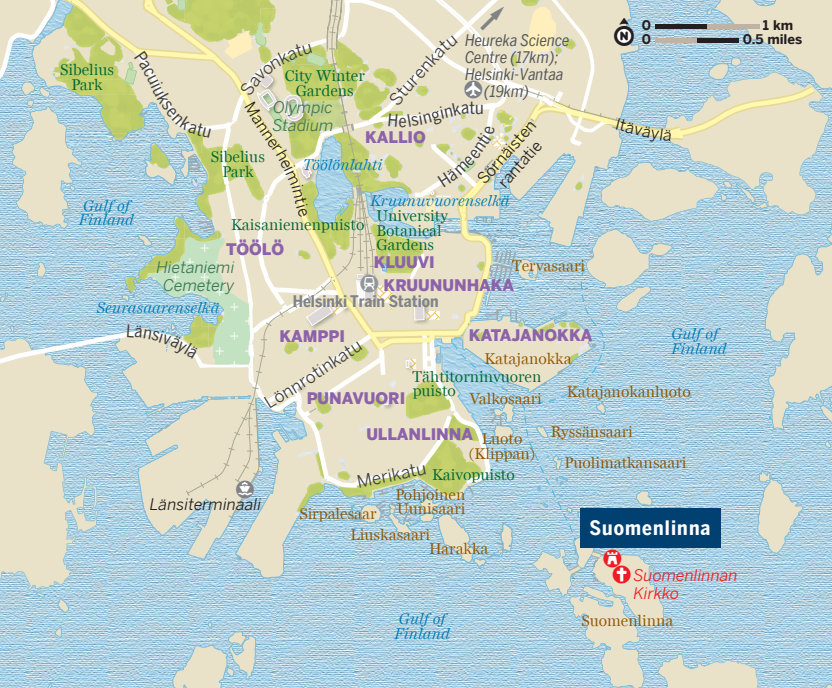 0
1 km
N
0
0.5 miles
Heureka Science
Centre (17km);
Helsinki-Vantaa
(19km)
Sibelius
Park
Paciuksenkatu
Savonkatu
City Winter
Gardens
Olympic
Stadium
Sturenkatu
Helsinginkatu
KALLIO
Mannerheimintie
Hämeentie
Sörnäisten
rantatie
Itäväylä
Sibelius
Park
Töölönlahti
Gulf of
Finland
Kaisaniemenpuisto
Kruunuvuorenselkä
University
Botanical
Gardens
TÖÖLÖ
KLUUVI
Hietaniemi
Cemetery
Tervasaari
KRUUNUNHAKA
Helsinki Train Station
Seurasaarenselkä
Länsiväylä
KAMPPI
KATAJANOKKA
Katajanokka
Gulf of
Finland
Lönnrotinkatu
Tähtitorninvuoren
puisto
PUNAVUORI
Valkosaari
Katajanokanluoto
ULLANLINNA
Luoto
(Klippan)
Ryssänsaari
Puolimatkansaari
Merikatu
Kaivopuisto
Länsiterminaali
Sirpalesaar
Pohjoinen
Uunisaari
Liuskasaari
Harakka
Suomenlinna
Suomenlinnan
Kirkko
Suomenlinna
Gulf of
Finland